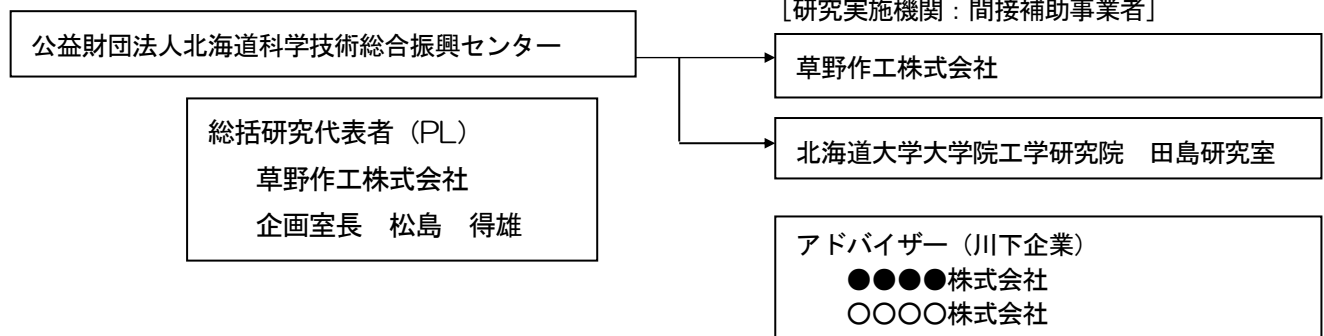 [研究実施機関：間接補助事業者]
公益財団法人北海道科学技術総合振興センター
草野作工株式会社
総括研究代表者（PL）
草野作工株式会社
企画室長　松島　得雄
北海道大学大学院工学研究院　田島研究室
アドバイザー（川下企業）
●●●●株式会社
○○○○株式会社